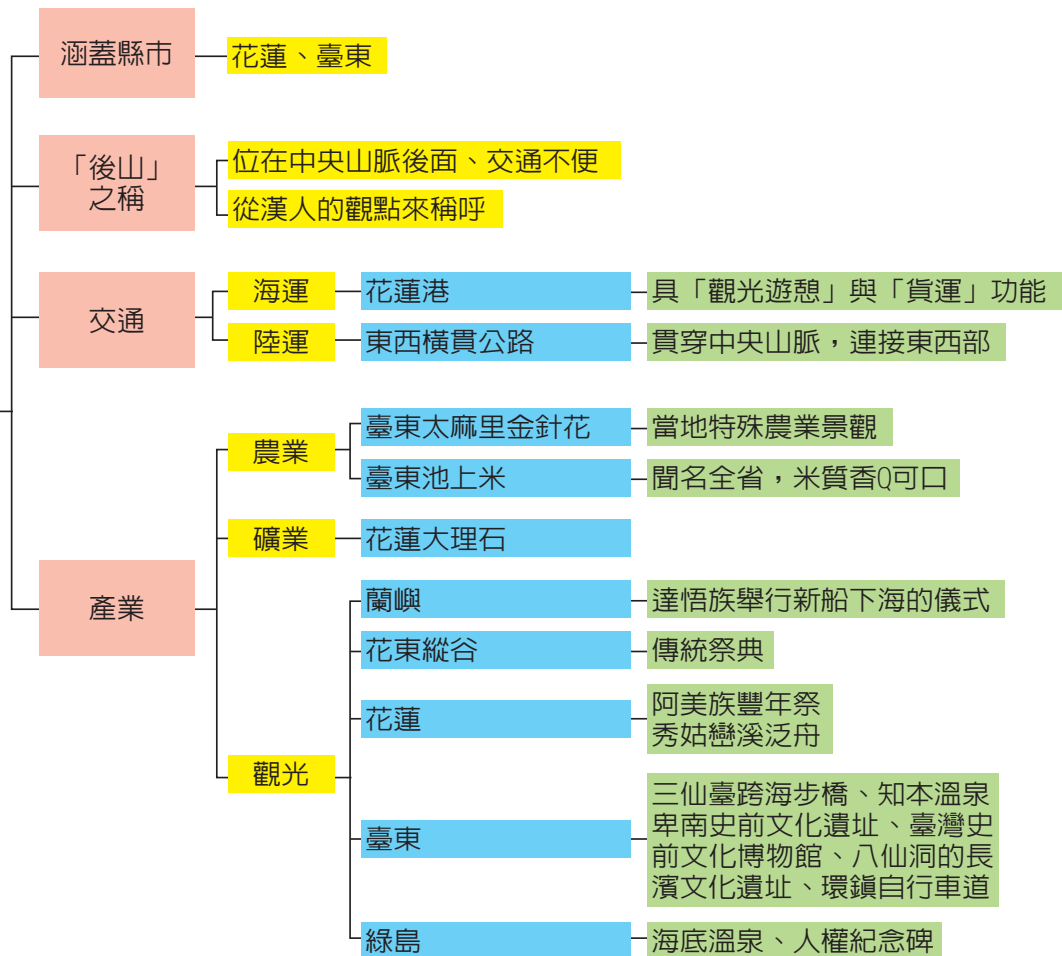 涵蓋縣市
花蓮、臺東
「後山」
之稱
位在中央山脈後面、交通不便
從漢人的觀點來稱呼
交通
海運
花蓮港
具「觀光遊憩」與「貨運」功能
陸運
東西橫貫公路
貫穿中央山脈，連接東西部
產業
農業
臺東太麻里金針花
當地特殊農業景觀
臺東池上米
聞名全省，米質香Q可口
礦業
花蓮大理石
觀光
蘭嶼
達悟族舉行新船下海的儀式
花東縱谷
傳統祭典
花蓮
阿美族豐年祭
秀姑巒溪泛舟
臺東
三仙臺跨海步橋、知本溫泉
卑南史前文化遺址、臺灣史
前文化博物館、八仙洞的長
濱文化遺址、環鎮自行車道
綠島
海底溫泉、人權紀念碑